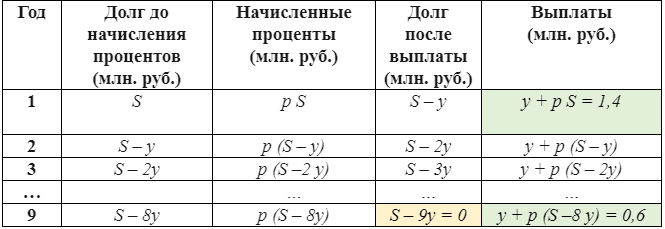 Год Долг до начисления процентов (млн. руб.) Начисленные проценты (млн. руб.) Долг после выплаты (млн. руб.) Выплаты (млн. руб.)
1 S p S S – y y + p S = 1,4
2 S – y p (S – y) S – 2y y + p (S – y)
3 S – 2y p (S –2 y) S – 3y y + p (S – 2y)
… … … …
9 S – 8y p (S – 8y) S – 9y = 0 y + p (S –8 y) = 0,6